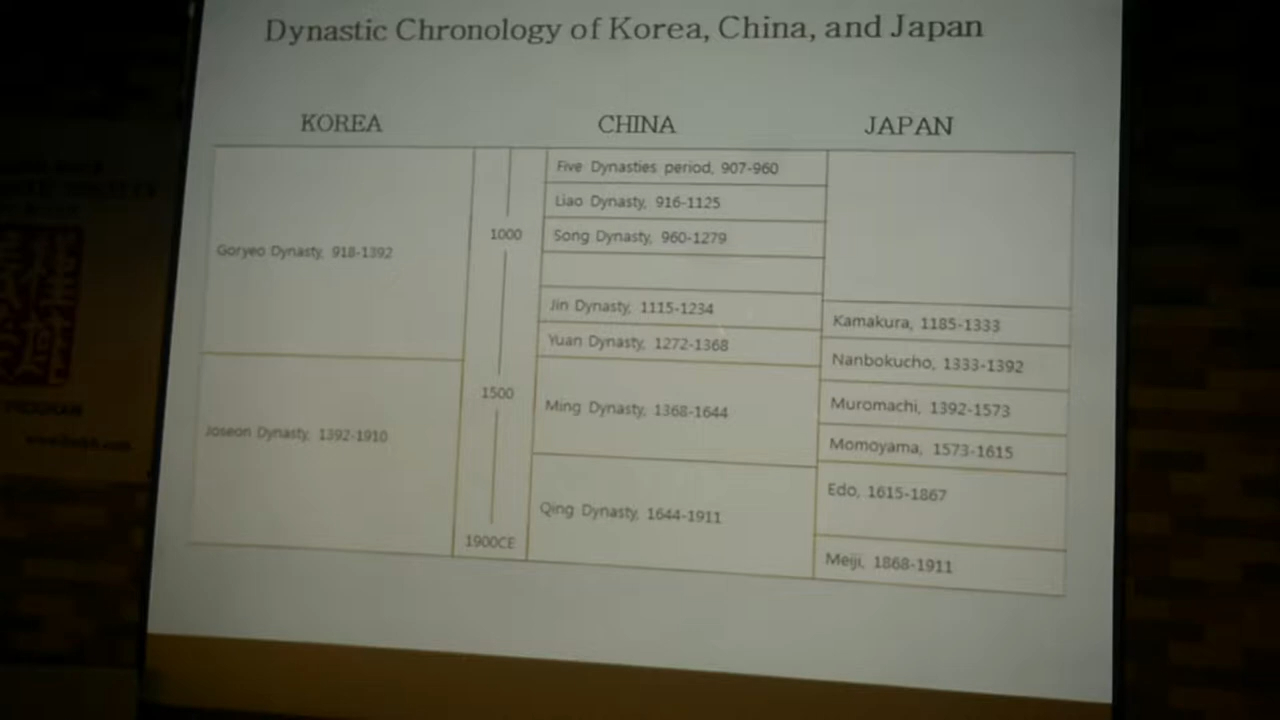 Dynastic Chronology of Korea, China, and Japan
KOREA
CHINA
JAPAN
Goryeo Dynasty, 918-1392
Joseon Dynasty, 1392-1910
1000
1500
1900CE
Five Dynasties period, 907-960
Liao Dynasty, 916-1125
Song Dynasty, 960-1279
Jin Dynasty, 1115-1234
Yuan Dynasty, 1272-1368
Ming Dynasty, 1368-1644
Qing Dynasty, 1644-1911
Kamakura, 1185-1333
Nanbokucho, 1333-1392
Muromachi, 1392-1573
Momoyama, 1573-1615
Edo, 1615-1867
Meiji, 1868-1911
PROGRAM